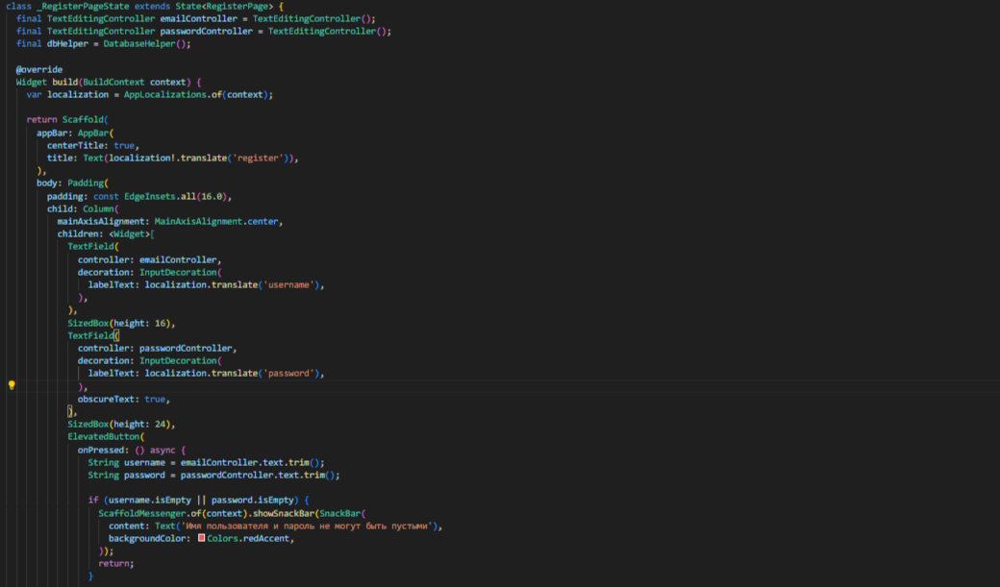 class _RegisterPageState extends State<RegisterPage> {
  final TextEditingController emailController = TextEditingController();
  final TextEditingController passwordController = TextEditingController();
  final dbHelper = DatabaseHelper();

  @override
  Widget build(BuildContext context) {
    var localization = AppLocalizations.of(context);

    return Scaffold(
      appBar: AppBar(
        centerTitle: true,
        title: Text(localization!.translate('register')),
      ),
      body: Padding(
        padding: const EdgeInsets.all(16.0),
        child: Column(
          mainAxisAlignment: MainAxisAlignment.center,
          children: <Widget>[
            TextField(
              controller: emailController,
              decoration: InputDecoration(
                labelText: localization.translate('username'),
              ),
            ),
            SizedBox(height: 16),
            TextField(
              controller: passwordController,
              decoration: InputDecoration(
                labelText: localization.translate('password'),
              ),
              obscureText: true,
            ),
            SizedBox(height: 24),
            ElevatedButton(
              onPressed: () async {
                String username = emailController.text.trim();
                String password = passwordController.text.trim();

                if (username.isEmpty || password.isEmpty) {
                  ScaffoldMessenger.of(context).showSnackBar(SnackBar(
                    content: Text('Имя пользователя и пароль не могут быть пустыми'),
                    backgroundColor: Colors.redAccent,
                  ));
                  return;
                }